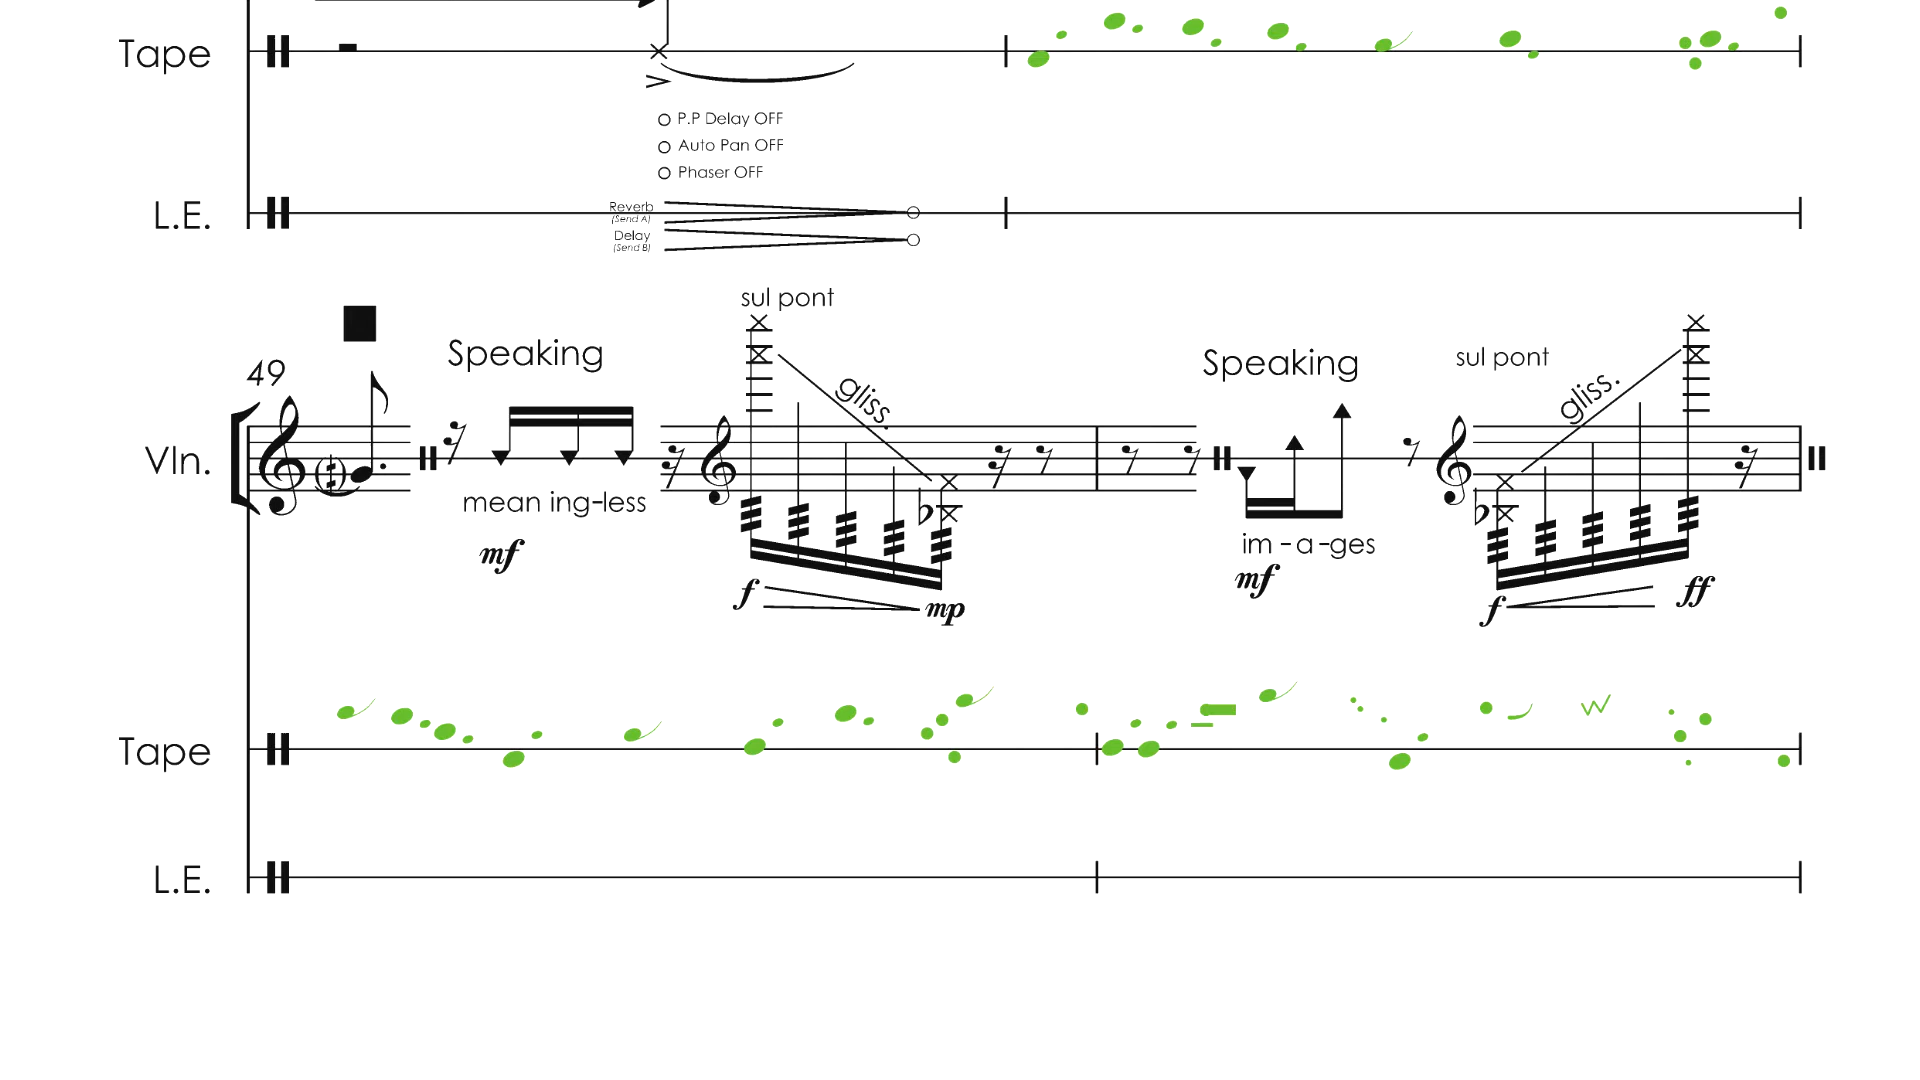 Tape
P.P Delay OFF
Auto Pan OFF
Phaser OFF
L.E.
Reverb
(Send A)
Delay
(Send B)
sul pont
49
Speaking
gliss.
Speaking
sul pont
gliss.
Vln.
mean ing-less
im - a - ges
mf
mf
f
mp
f
ff
Tape
L.E.